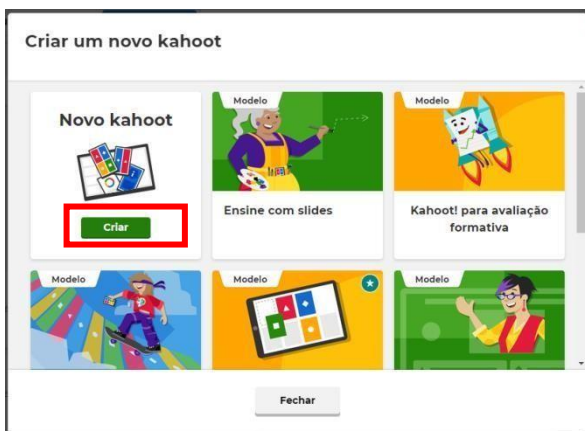 Criar um novo kahoot
Novo kahoot
Criar
Modelo
Ensine com slides
Modelo
Kahoot! para avaliação
formativa
Modelo
Modelo
Modelo
Fechar